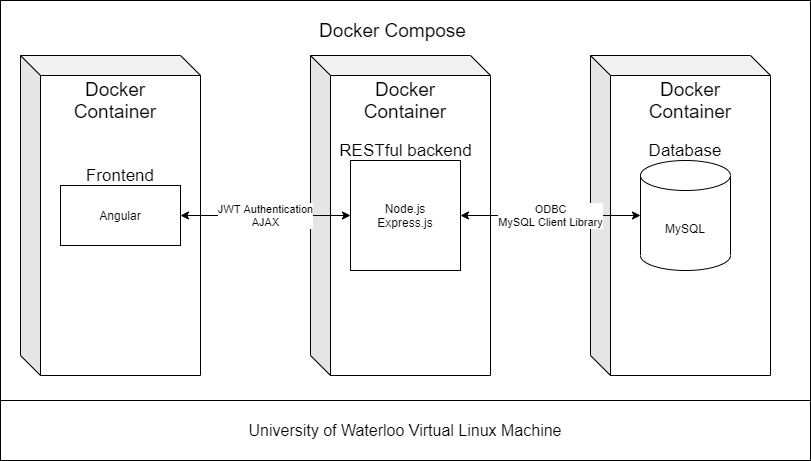 Docker Compose
Docker
Container
Frontend
Angular
JWT Authentication
AJAX
Docker
Container
RESTful backend
Node.js
Express.js
ODBC
MySQL Client Library
Docker
Container
Database
MySQL
University of Waterloo Virtual Linux Machine